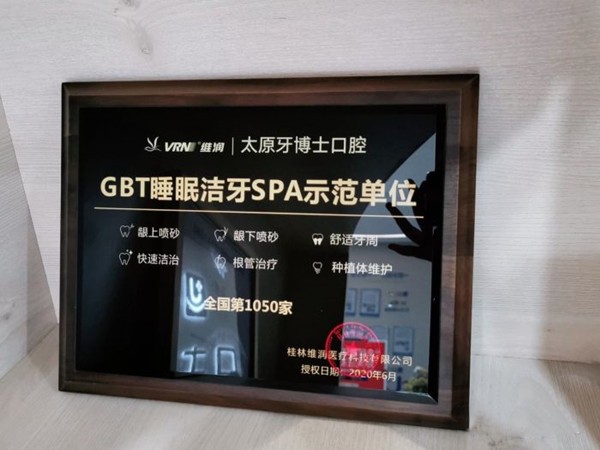 VRN 维润 | 太原牙博士口腔
GBT睡眠洁牙SPA示范单位
龈上喷砂 龈下喷砂 舒适牙周
快速洁治 根管治疗 种植体维护
全国第1050家
桂林维润医疗科技有限公司
授权日期:2020年6月